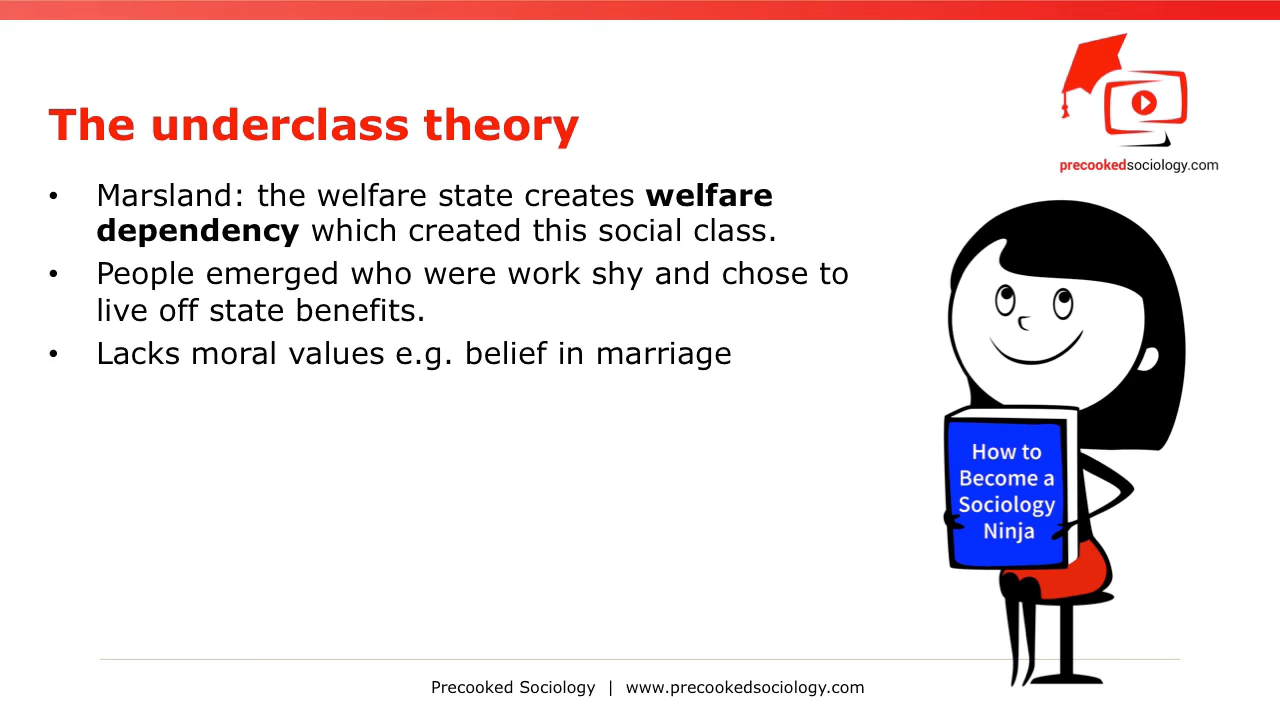 precookedsociology.com
The underclass theory
• Marsland: the welfare state creates welfare
dependency which created this social class.
• People emerged who were work shy and chose to
live off state benefits.
• Lacks moral values e.g. belief in marriage
How to
Become a
Sociology
Ninja
Precooked Sociology | www.precookedsociology.com